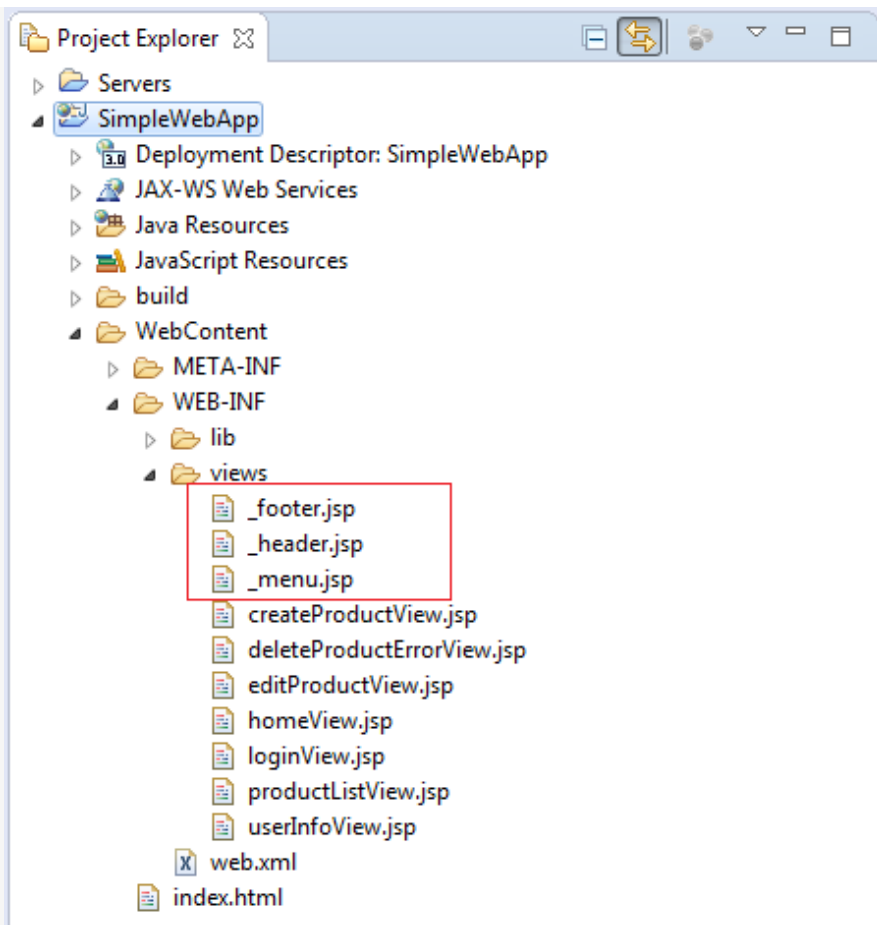 Project Explorer
Servers
SimpleWebApp
3.0 Deployment Descriptor: SimpleWebApp
JAX-WS Web Services
Java Resources
JavaScript Resources
build
WebContent
META-INF
WEB-INF
lib
views
_footer.jsp
_header.jsp
_menu.jsp
createProductView.jsp
deleteProductErrorView.jsp
editProductView.jsp
homeView.jsp
loginView.jsp
productListView.jsp
userInfoView.jsp
X web.xml
index.html